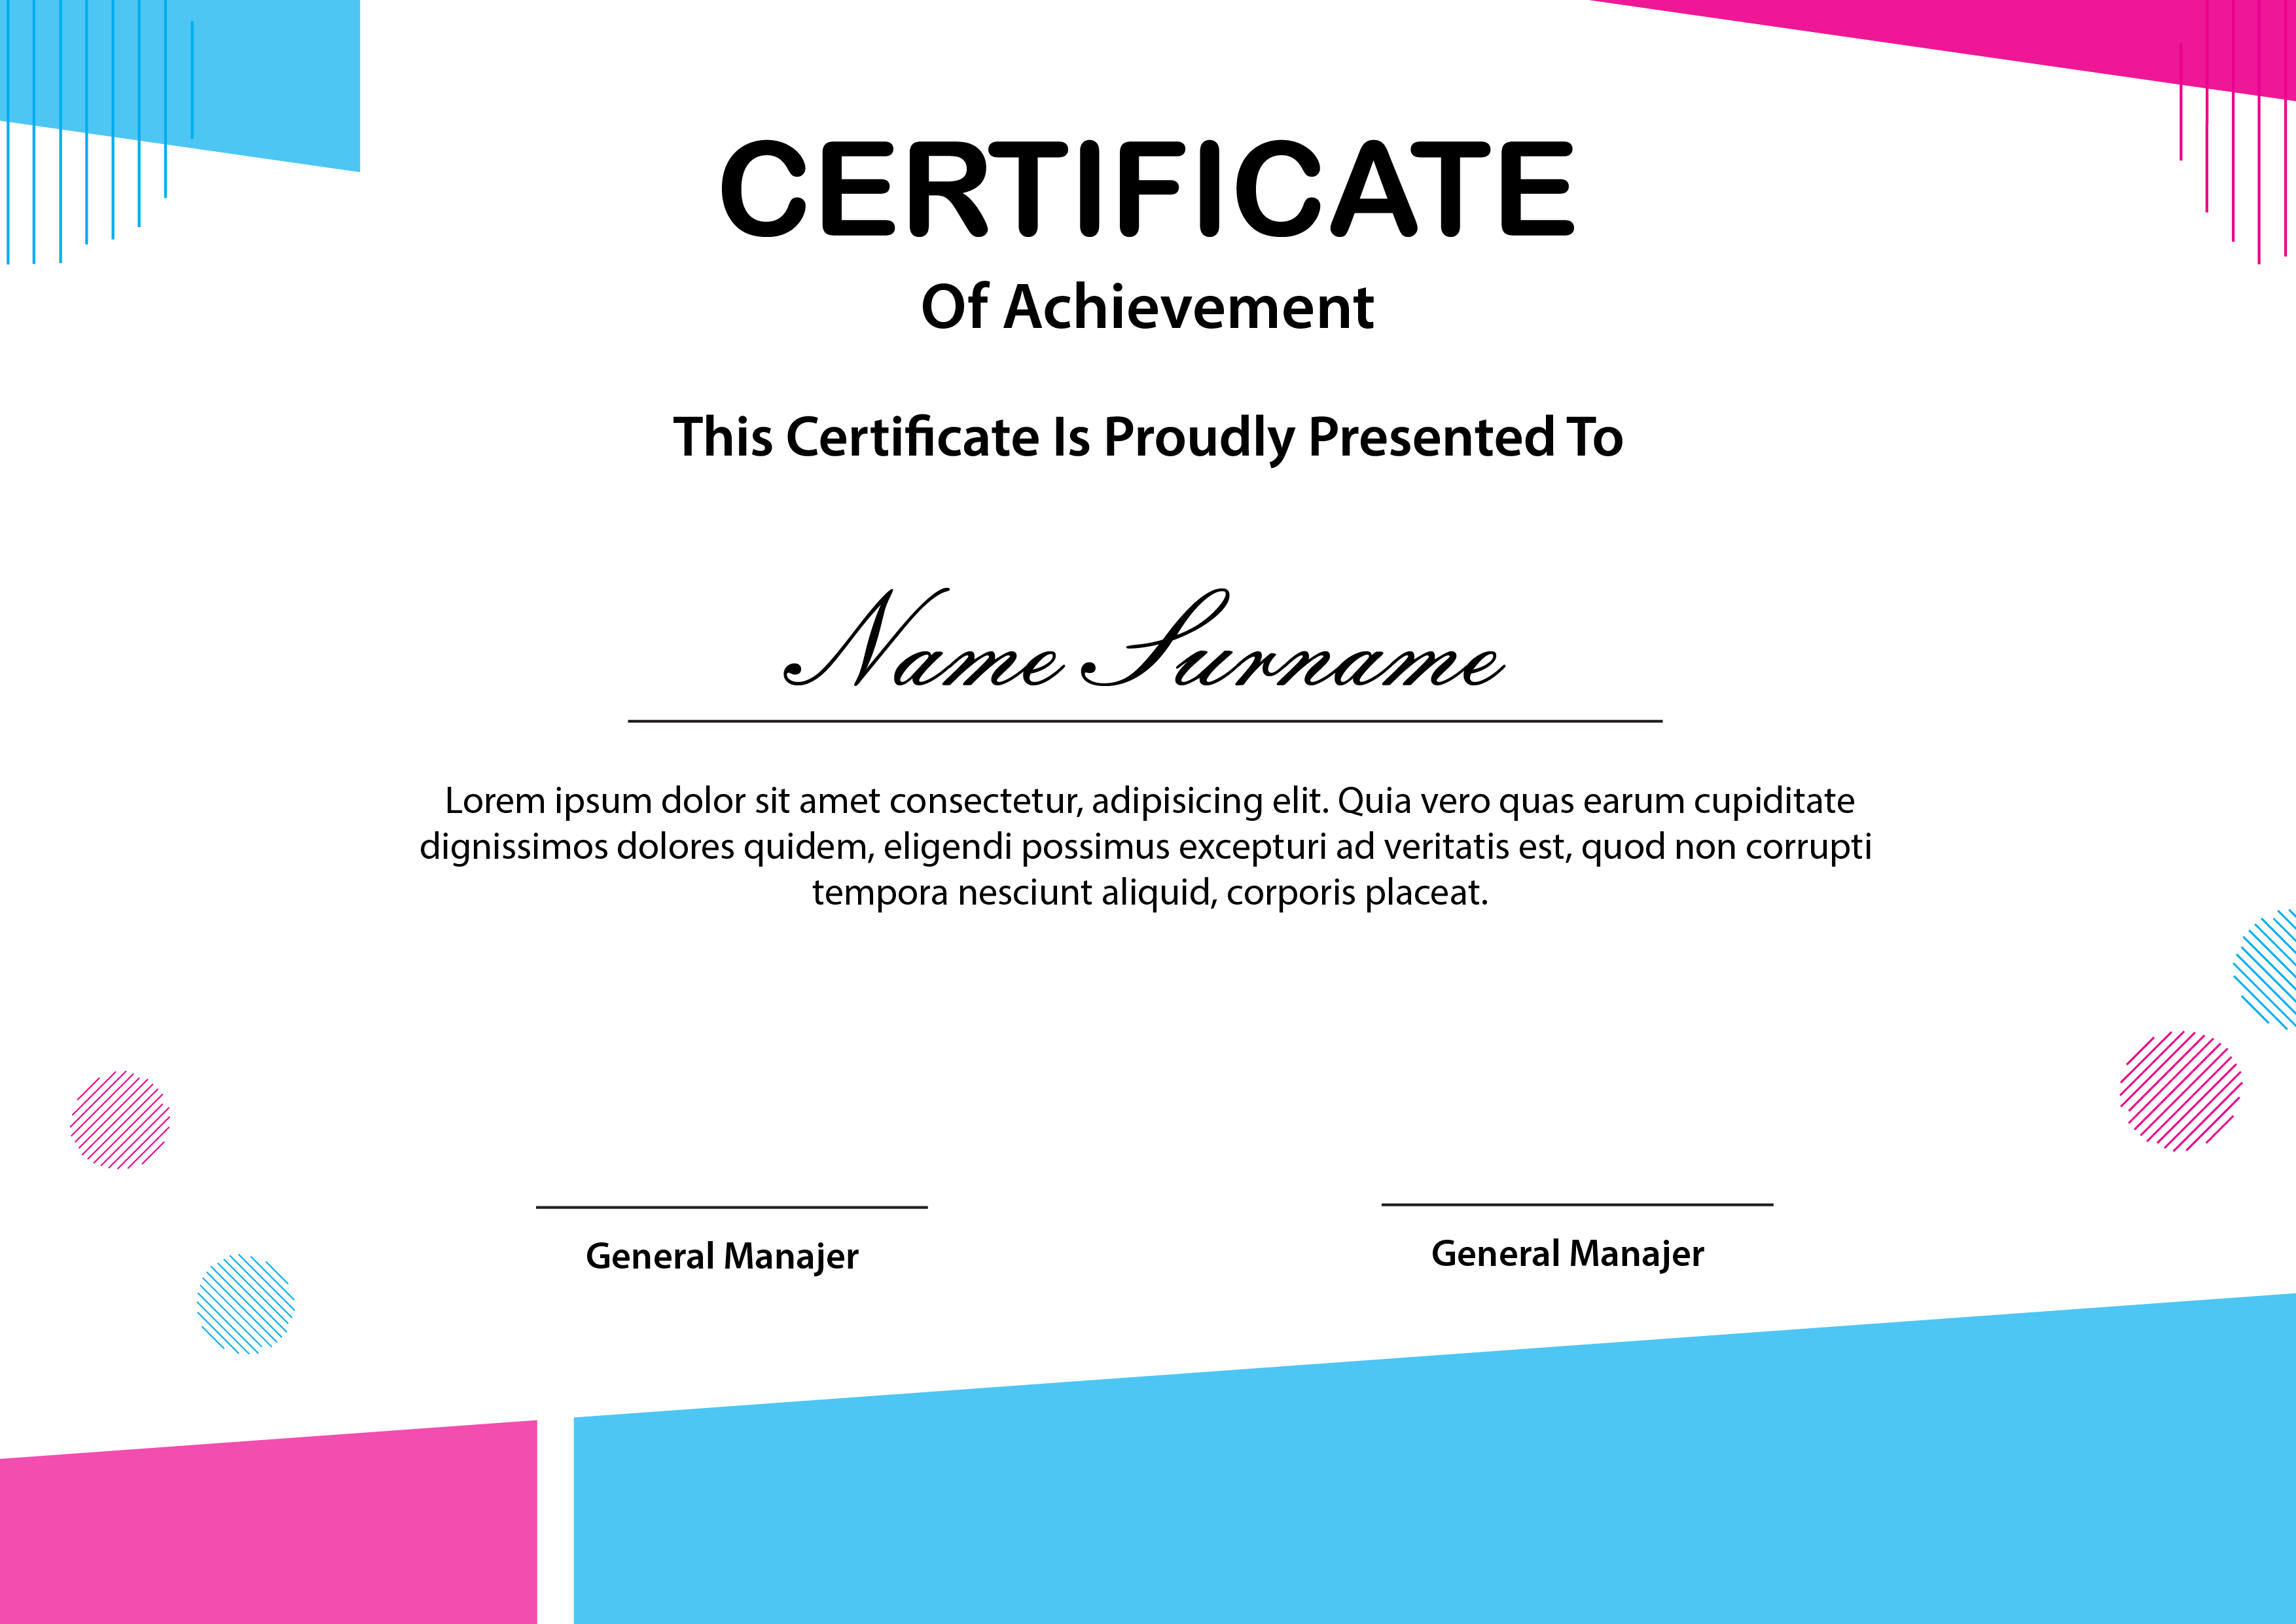 CERTIFICATE
Of Achievement
This Certificate Is Proudly Presented To
Name Surname
Lorem ipsum dolor sit amet consectetur, adipisicing elit. Quia vero quas earum cupiditate
dignissimos dolores quidem, eligendi possimus excepturi ad veritatis est, quod non corrupti
tempora nesciunt aliquid, corporis placeat.
General Manajer
General Manajer